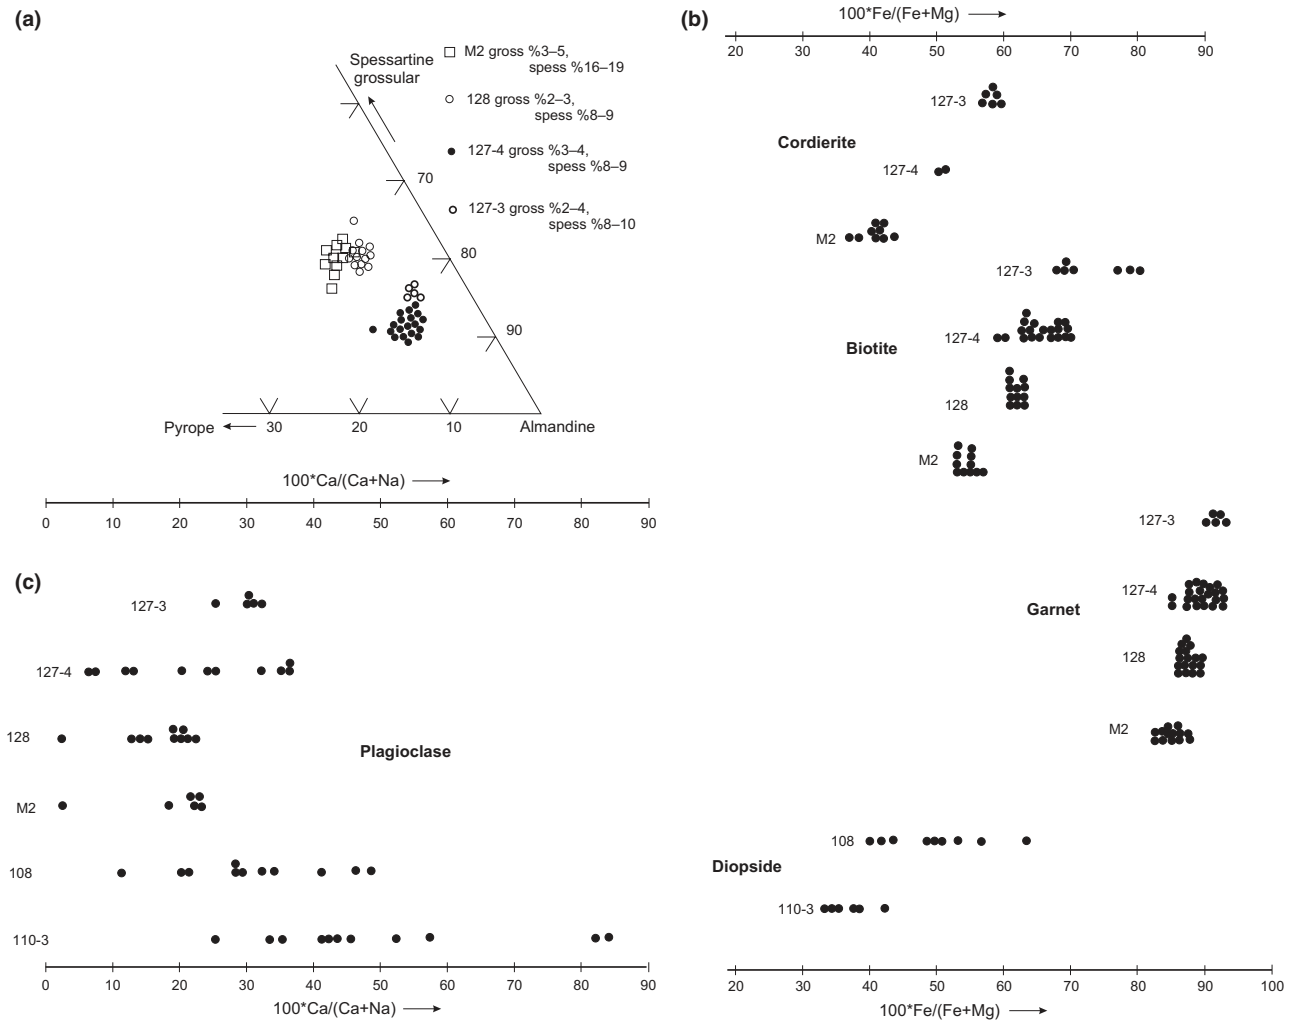 (a)
Spessartine
grossular
M2 gross %3–5,
spess %16–19
128 gross %2–3,
spess %8–9
127-4 gross %3–4,
spess %8–9
127-3 gross %2–4,
spess %8–10
70
80
90
Pyrope
30
20
10
Almandine
100*Ca/(Ca+Na)
0 10 20 30 40 50 60 70 80 90
(c)
127-3
127-4
128
Plagioclase
M2
108
110-3
0 10 20 30 40 50 60 70 80 90
100*Ca/(Ca+Na)
(b)
100*Fe/(Fe+Mg)
20 30 40 50 60 70 80 90
127-3
Cordierite
127-4
M2
127-3
127-4
Biotite
128
M2
127-3
127-4
Garnet
128
M2
108
Diopside
110-3
20 30 40 50 60 70 80 90 100
100*Fe/(Fe+Mg)